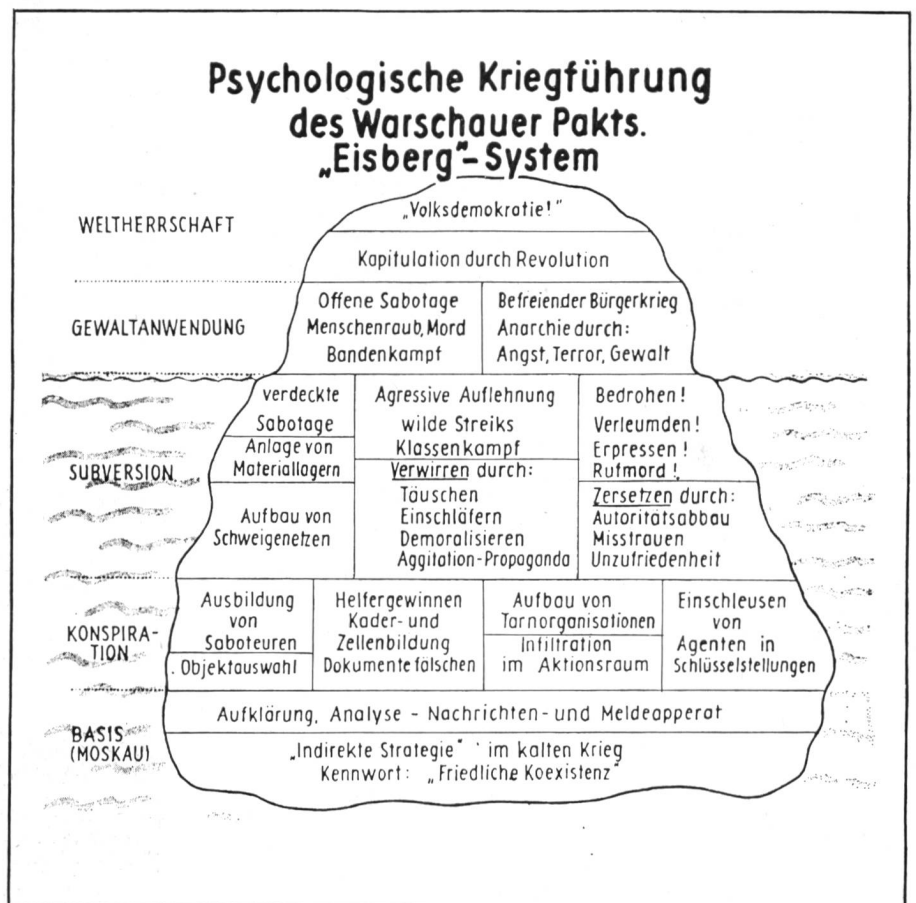 Psychologische Kriegführung
des Warschauer Pakts.
„Eisberg"-System
WELTHERRSCHAFT
„Volksdemokratie!"
Kapitulation durch Revolution
GEWALTANWENDUNG
Offene Sabotage
Menschenraub, Mord
Bandenkampf
Befreiender Bürgerkrieg
Anarchie durch:
Angst, Terror, Gewalt
SUBVERSION
verdeckte
Sabotage
Anlage von
Materiallagern
Aufbau von
Schweigenetzen
Agressive Auflehnung
wilde Streiks
Klassenkampf
Verwirren durch:
Täuschen
Einschläfern
Demoralisieren
Aggitation-Propaganda
Bedrohen!
Verleumden!
Erpressen!
Rufmord!
Zersetzen durch:
Autoritätsabbau
Misstrauen
Unzufriedenheit
KONSPIRA-
TION
Ausbildung
von
Saboteuren
Objektauswahl
Helfergewinnen
Kader- und
Zellenbildung
Dokumente fälschen
Aufbau von
Tarnorganisationen
Infiltration
im Aktionsraum
Einschleusen
von
Agenten in
Schlüsselstellungen
BASIS
(MOSKAU)
Aufklärung, Analyse - Nachrichten- und Meldeapperat
„Indirekte Strategie" im kalten Krieg
Kennwort: „Friedliche Koexistenz"